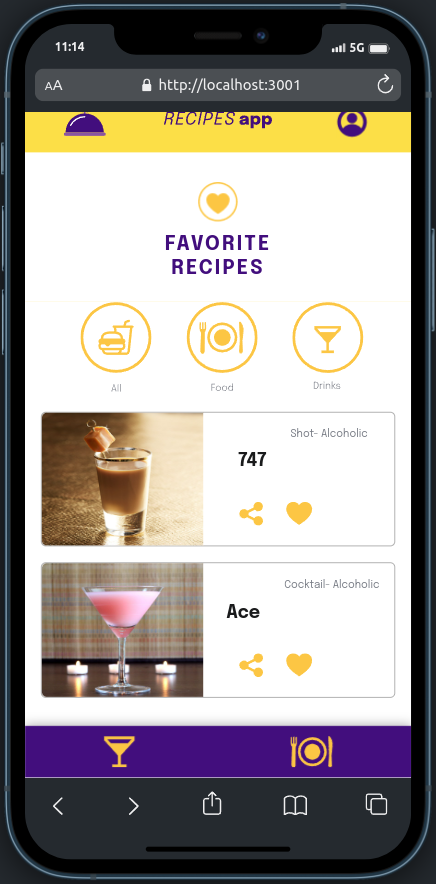 11:14
5G
AA
http://localhost:3001
RECIPES app
FAVORITE
RECIPES
All
Food
Drinks
Shot- Alcoholic
747
Cocktail- Alcoholic
Ace